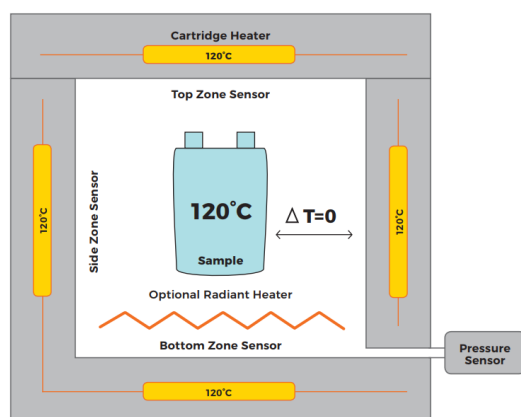 Cartridge Heater
120°C
Top Zone Sensor
120°C
Side Zone Sensor
120°C
Sample
Δ T=0
120°C
Optional Radiant Heater
Bottom Zone Sensor
Pressure
Sensor
120°C